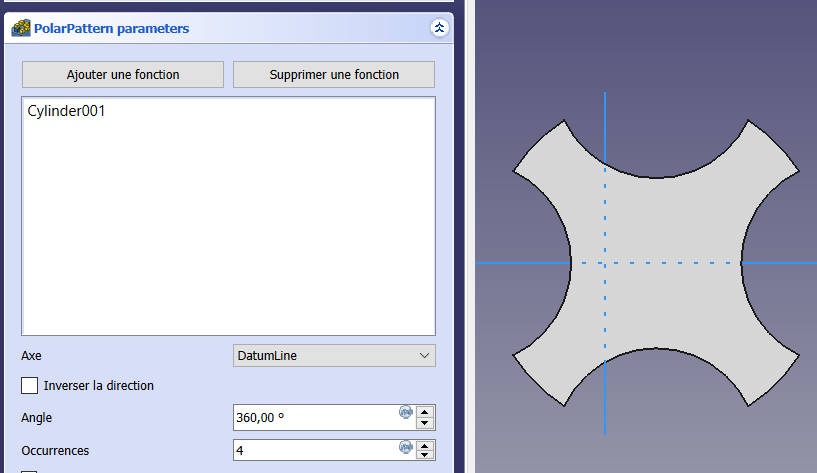 PolarPattern parameters
Ajouter une fonction
Supprimer une fonction
Cylinder001
Axe
DatumLine
Inverser la direction
Angle
360,00 °
Occurrences
4